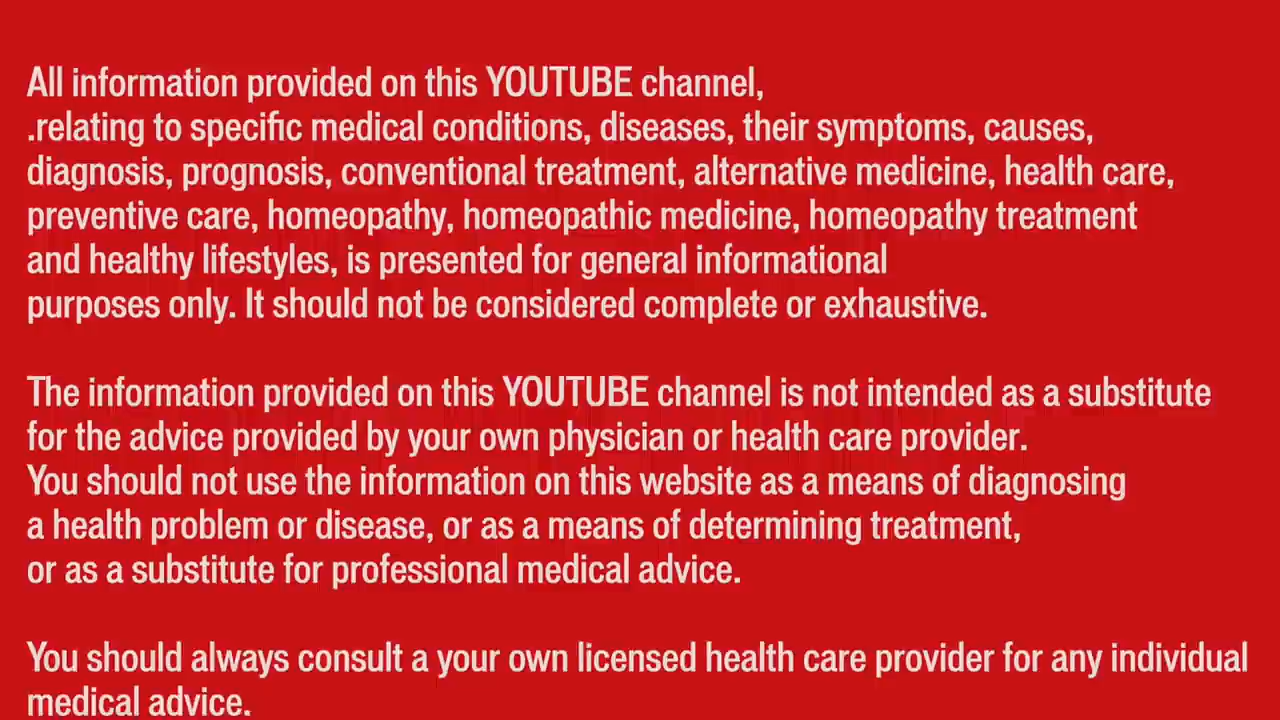 All information provided on this YOUTUBE channel,
.relating to specific medical conditions, diseases, their symptoms, causes,
diagnosis, prognosis, conventional treatment, alternative medicine, health care,
preventive care, homeopathy, homeopathic medicine, homeopathy treatment
and healthy lifestyles, is presented for general informational
purposes only. It should not be considered complete or exhaustive.
The information provided on this YOUTUBE channel is not intended as a substitute
for the advice provided by your own physician or health care provider.
You should not use the information on this website as a means of diagnosing
a health problem or disease, or as a means of determining treatment,
or as a substitute for professional medical advice.
You should always consult a your own licensed health care provider for any individual
medical advice.